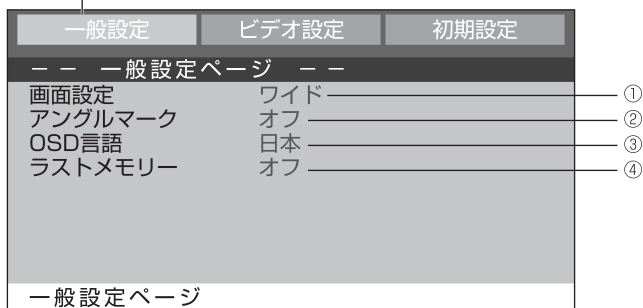 一般設定 ビデオ設定 初期設定
－－ 一般設定ページ －－
画面設定 ワイド ①
アングルマーク オフ ②
OSD言語 日本 ③
ラストメモリー オフ ④
一般設定ページ